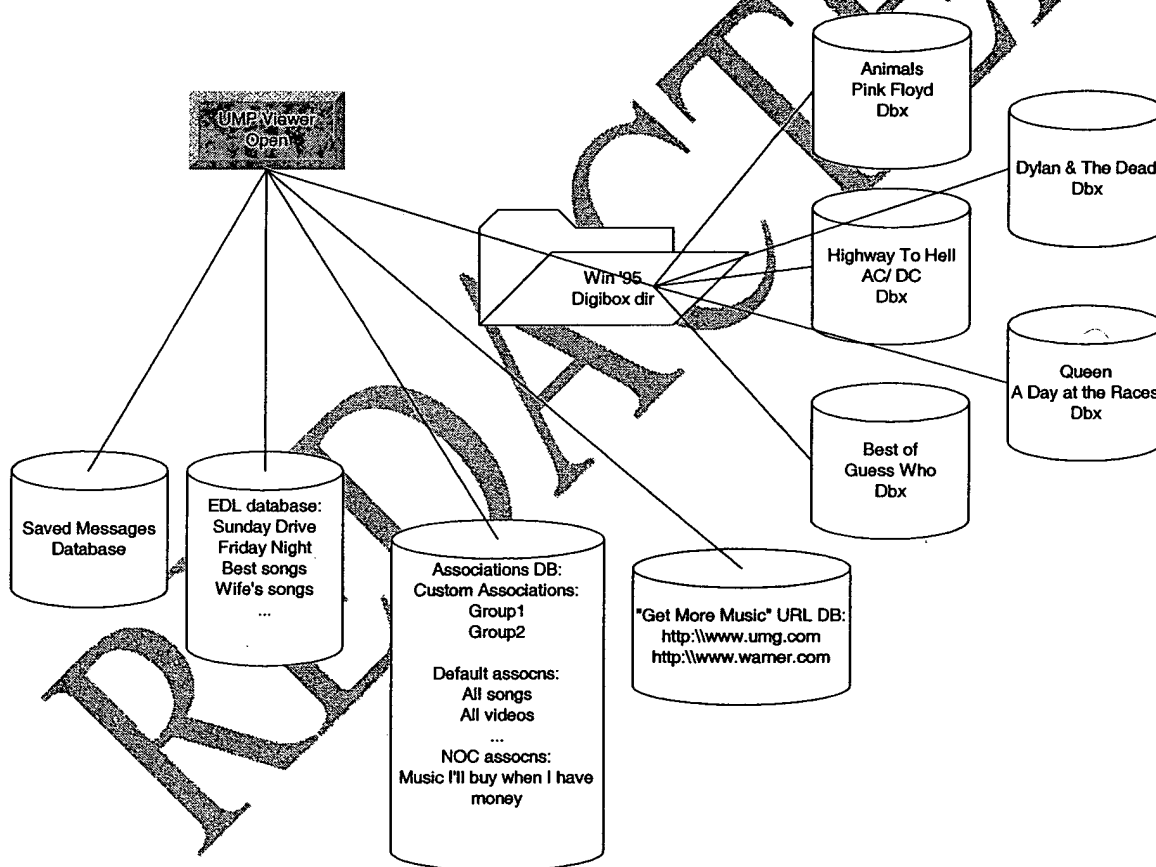 UMP Viewer
Open
Win '95
Digibox dir
Animals
Pink Floyd
Dbx
Dylan & The Dead
Dbx
Highway To Hell
AC/ DC
Dbx
Queen
A Day at the Races
Dbx
Best of
Guess Who
Dbx
Saved Messages
Database
EDL database:
Sunday Drive
Friday Night
Best songs
Wife's songs
...
Associations DB:
Custom Associations:
Group1
Group2
Default assocns:
All songs
All videos
...
NOC assocns:
Music I'll buy when I have
money
"Get More Music" URL DB:
http:\\www.umg.com
http:\\www.warner.com